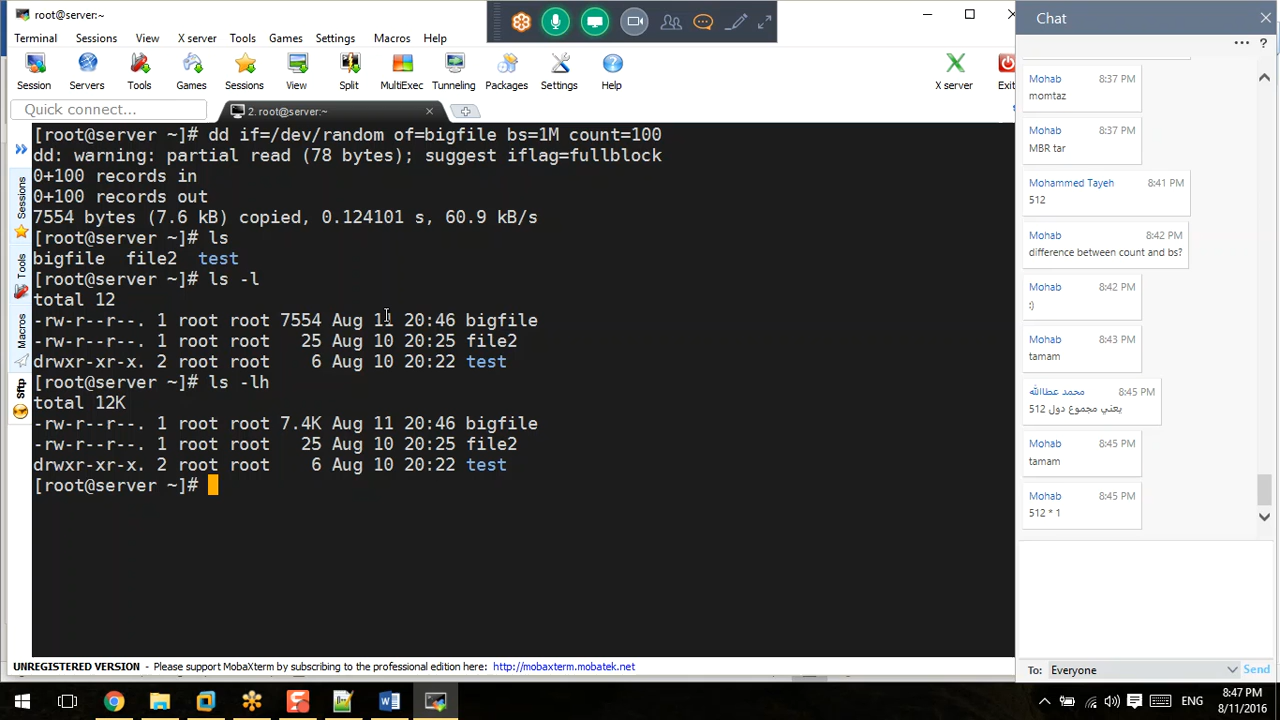 root@server:~
Terminal Sessions View X server Tools Games Settings Macros Help
Session Servers Tools Games Sessions View Split MultiExec Tunneling Packages Settings Help X server Exit
Quick connect...
2. root@server:~
[root@server ~]# dd if=/dev/random of=bigfile bs=1M count=100
dd: warning: partial read (78 bytes); suggest iflag=fullblock
0+100 records in
0+100 records out
7554 bytes (7.6 kB) copied, 0.124101 s, 60.9 kB/s
[root@server ~]# ls
bigfile file2 test
[root@server ~]# ls -l
total 12
-rw-r--r--. 1 root root 7554 Aug 11 20:46 bigfile
-rw-r--r--. 1 root root 25 Aug 10 20:25 file2
drwxr-xr-x. 2 root root 6 Aug 10 20:22 test
[root@server ~]# ls -lh
total 12K
-rw-r--r--. 1 root root 7.4K Aug 11 20:46 bigfile
-rw-r--r--. 1 root root 25 Aug 10 20:25 file2
drwxr-xr-x. 2 root root 6 Aug 10 20:22 test
[root@server ~]#
Sessions
Tools
Macros
Sftp
UNREGISTERED VERSION - Please support MobaXterm by subscribing to the professional edition here: http://mobaxterm.mobatek.net
Chat
Mohab 8:37 PM
momtaz
Mohab 8:37 PM
MBR tar
Mohammed Tayeh 8:41 PM
512
Mohab 8:42 PM
difference between count and bs?
Mohab 8:42 PM
:)
Mohab 8:43 PM
tamam
محمد عطاالله 8:45 PM
يعني مجموع دول 512
Mohab 8:45 PM
tamam
Mohab 8:45 PM
512 * 1
To: Everyone Send
ENG
8:47 PM
8/11/2016